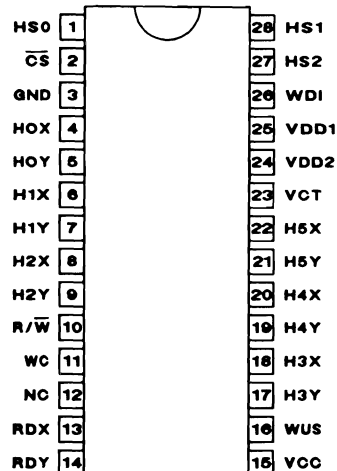 HS0 1 28 HS1
CS 2 27 HS2
GND 3 26 WDI
HOX 4 25 VDD1
HOY 5 24 VDD2
H1X 6 23 VCT
H1Y 7 22 H5X
H2X 8 21 H5Y
H2Y 9 20 H4X
R/W 10 19 H4Y
WC 11 18 H3X
NC 12 17 H3Y
RDX 13 16 WUS
RDY 14 15 VCC